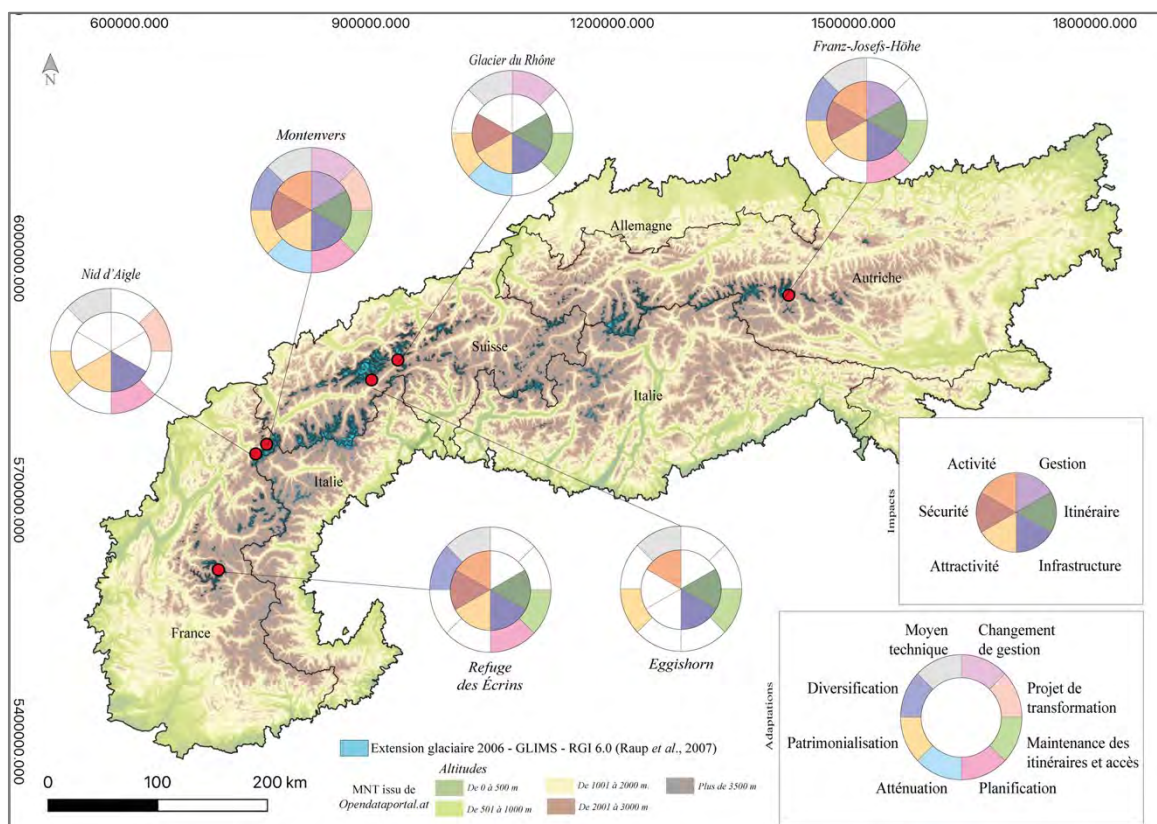 600000.000
900000.000
1200000.000
1500000.000
1800000.000
N
Glacier du Rhône
Franz-Josefs-Höhe
Montenvers
Nid d'Aigle
6000000.000
5700000.000
5400000.000
Allemagne
Autriche
Suisse
Italie
Italie
France
Refuge
des Écrins
Eggishorn
Impacts
Activité
Gestion
Sécurité
Itinéraire
Attractivité
Infrastructure
Adaptations
Moyen
technique
Changement
de gestion
Diversification
Projet de
transformation
Patrimonialisation
Maintenance des
itinéraires et accès
Atténuation
Planification
Extension glaciaire 2006 - GLIMS - RGI 6.0 (Raup et al., 2007)
Altitudes
MNT issu de
Opendataportal.at
De 0 à 500 m
De 501 à 1000 m
De 1001 à 2000 m.
De 2001 à 3000 m
Plus de 3500 m
0 100 200 km